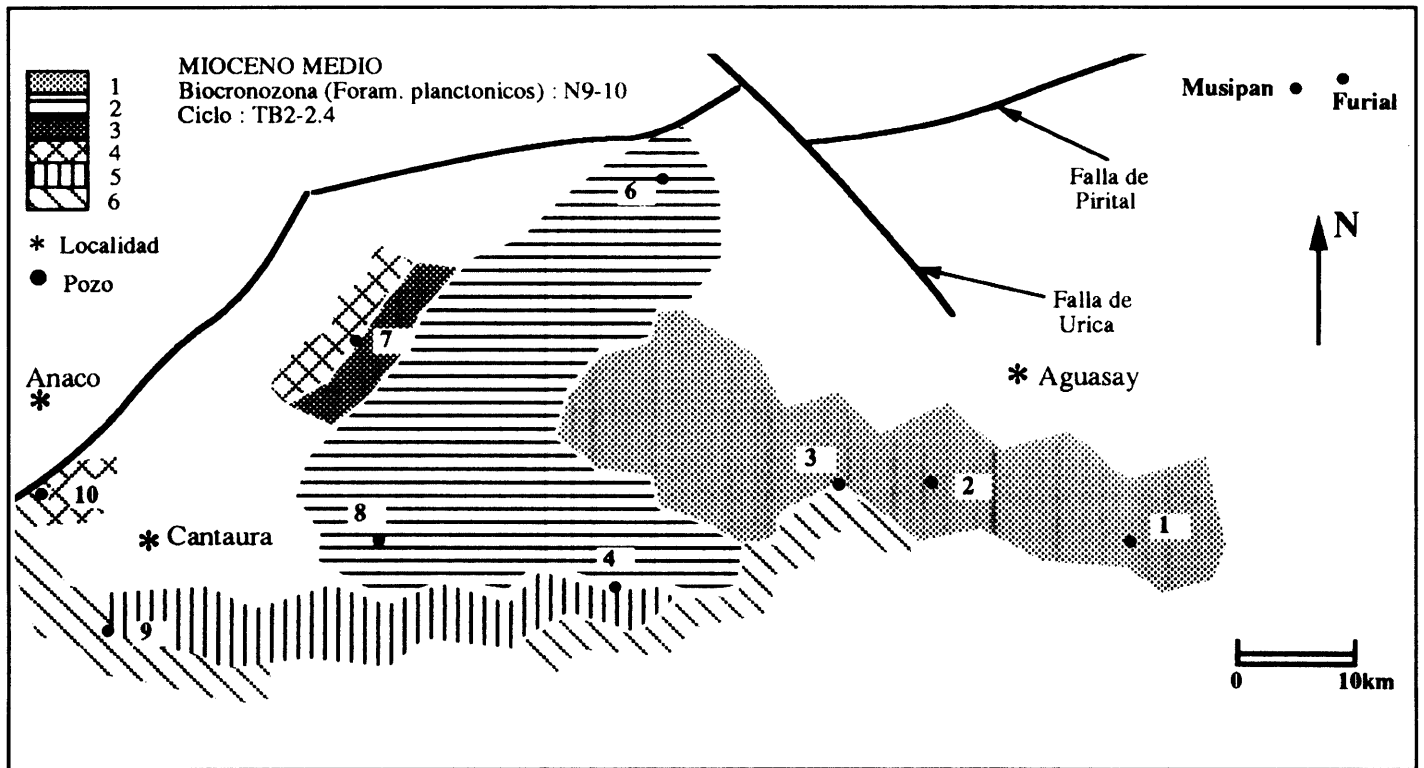 MIOCENO MEDIO
Biocronozona (Foram. planctonicos) : N9-10
Ciclo : TB2-2.4
1
2
3
4
5
6
* Localidad
● Pozo
Musipan
Furial
Falla de
Pirital
N
Falla de
Urica
6
7
Anaco
Aguasay
3
2
10
8
1
Cantaura
4
9
0 10km